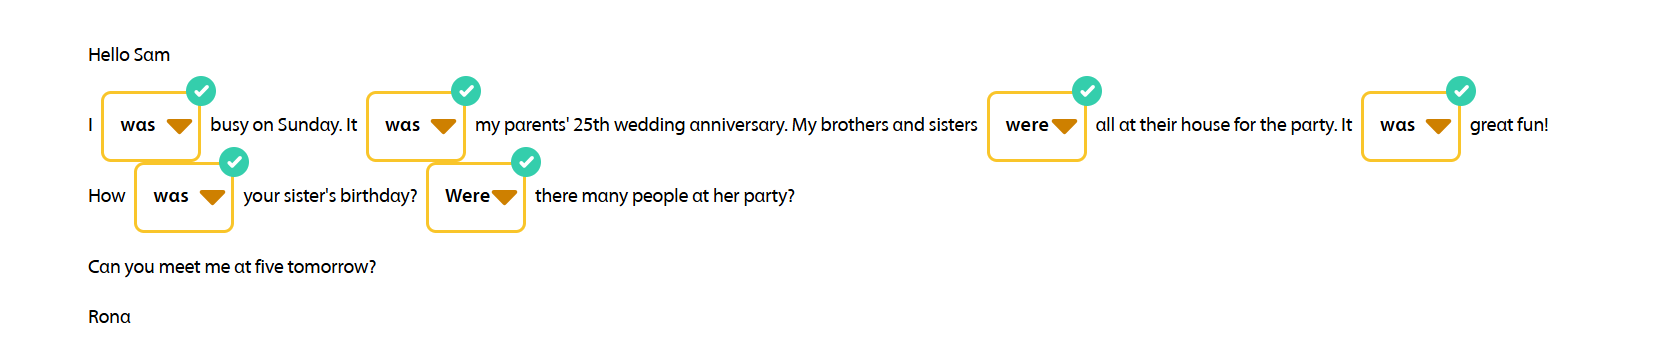 Hello Sam
I was busy on Sunday. It was my parents' 25th wedding anniversary. My brothers and sisters were all at their house for the party. It was great fun!
How was your sister's birthday? Were there many people at her party?
Can you meet me at five tomorrow?
Rona